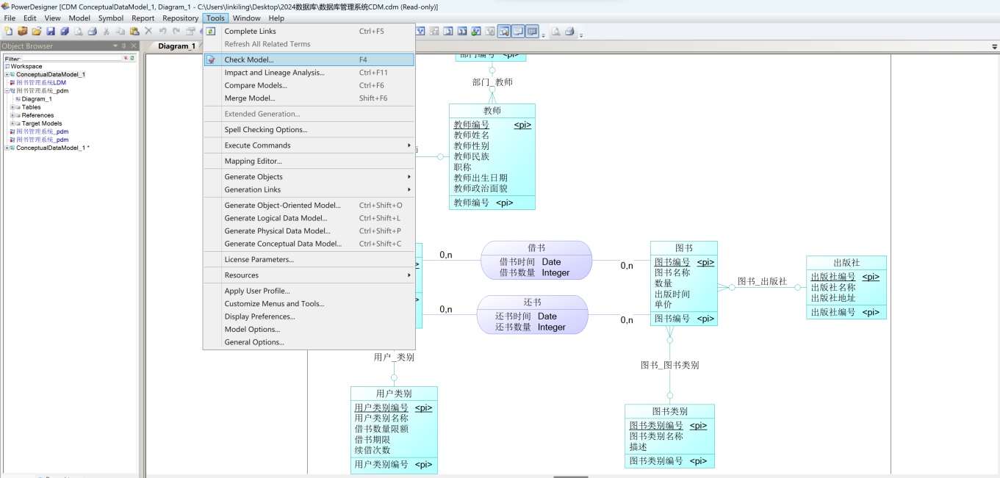 PowerDesigner [CDM ConceptualDataModel_1, Diagram_1 - C:\Users\linkiling\Desktop\2024数据库\数据库管理系统CDM.cdm (Read-only)]
File Edit View Model Symbol Report Repository Tools Window Help
Object Browser
Filter:
Workspace
ConceptualDataModel_1
图书管理系统LDM
图书管理系统_pdm
Diagram_1
Tables
References
Target Models
图书管理系统_pdm
图书管理系统_pdm
ConceptualDataModel_1 *
Complete Links Ctrl+F5
Refresh All Related Terms
Check Model... F4
Impact and Lineage Analysis... Ctrl+F11
Compare Models... Ctrl+F6
Merge Model... Shift+F6
Extended Generation...
Spell Checking Options...
Execute Commands
Mapping Editor...
Generate Objects
Generation Links
Generate Object-Oriented Model... Ctrl+Shift+O
Generate Logical Data Model... Ctrl+Shift+L
Generate Physical Data Model... Ctrl+Shift+P
Generate Conceptual Data Model... Ctrl+Shift+C
License Parameters...
Resources
Apply User Profile...
Customize Menus and Tools...
Display Preferences...
Model Options...
General Options...
Diagram_1
部门编号 <pi>
部门_教师
教师
教师编号 <pi>
教师姓名
教师性别
教师民族
职称
教师出生日期
教师政治面貌
教师编号 <pi>
0,n
借书
借书时间 Date
借书数量 Integer
0,n
0,n
还书
还书时间 Date
还书数量 Integer
0,n
图书
图书编号 <pi>
图书名称
数量
出版时间
单价
图书编号 <pi>
图书_出版社
出版社
出版社编号 <pi>
出版社名称
出版社地址
出版社编号 <pi>
用户_类别
用户类别
用户类别编号 <pi>
用户类别名称
借书数量限额
借书期限
续借次数
用户类别编号 <pi>
图书_图书类别
图书类别
图书类别编号 <pi>
图书类别名称
描述
图书类别编号 <pi>